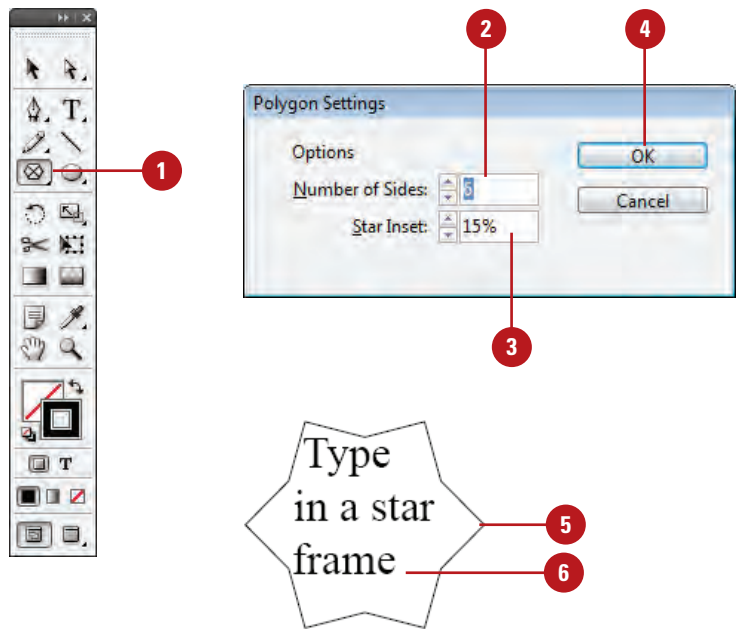 T
T
1
2
4
Polygon Settings
Options
OK
Number of Sides: 6
Cancel
Star Inset: 15%
3
Type
in a star
frame
5
6